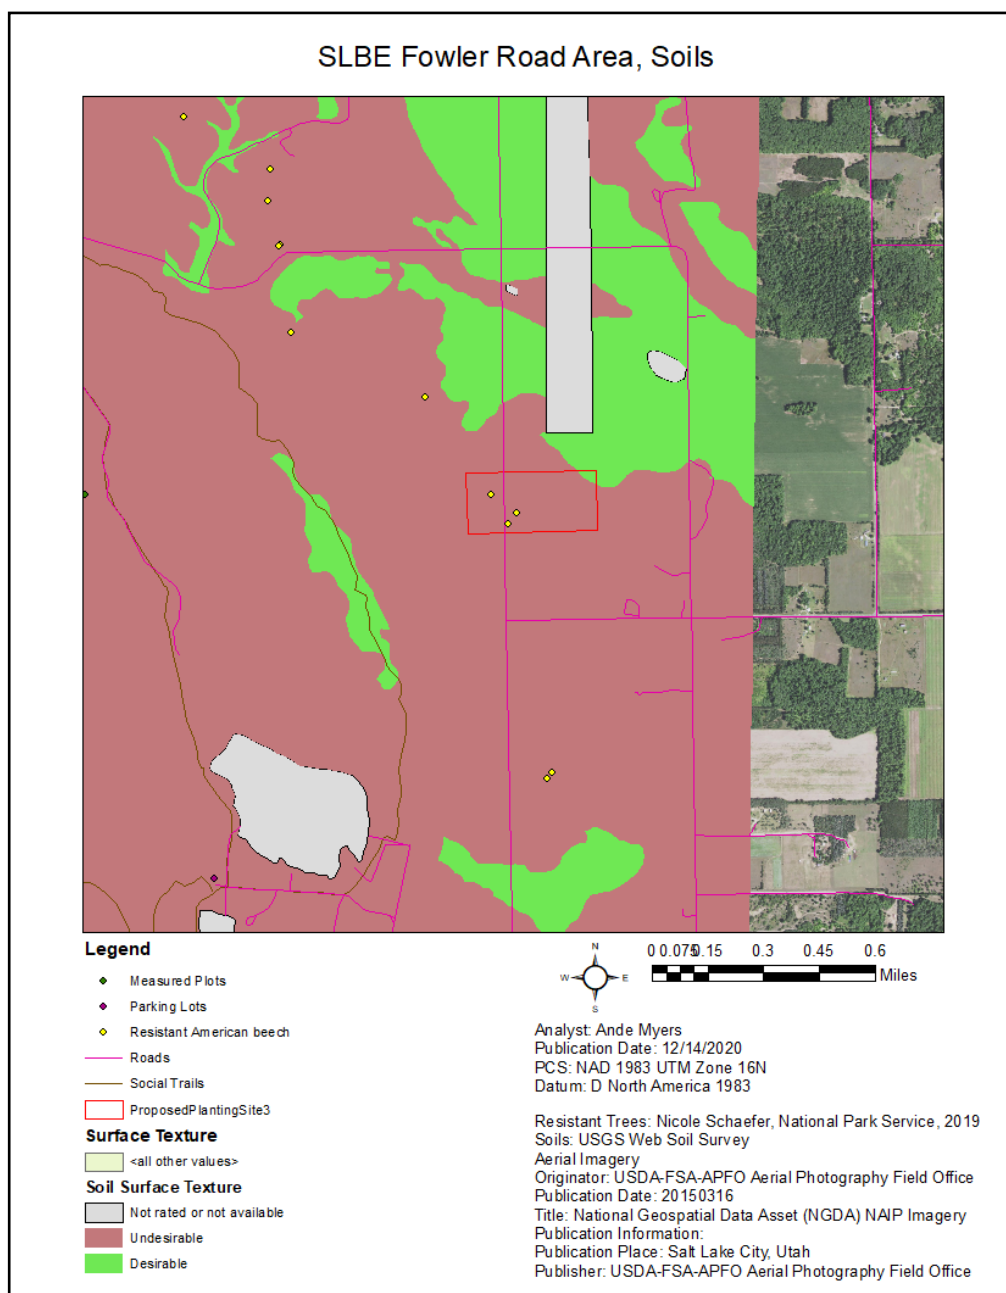 SLBE Fowler Road Area, Soils
Legend
Measured Plots
Parking Lots
Resistant American beech
Roads
Social Trails
ProposedPlantingSite3
Surface Texture
<all other values>
Soil Surface Texture
Not rated or not available
Undesirable
Desirable
N
W E
S
0 0.075 0.15 0.3 0.45 0.6
Miles
Analyst: Ande Myers
Publication Date: 12/14/2020
PCS: NAD 1983 UTM Zone 16N
Datum: D North America 1983
Resistant Trees: Nicole Schaefer, National Park Service, 2019
Soils: USGS Web Soil Survey
Aerial Imagery
Originator: USDA-FSA-APFO Aerial Photography Field Office
Publication Date: 20150316
Title: National Geospatial Data Asset (NGDA) NAIP Imagery
Publication Information:
Publication Place: Salt Lake City, Utah
Publisher: USDA-FSA-APFO Aerial Photography Field Office